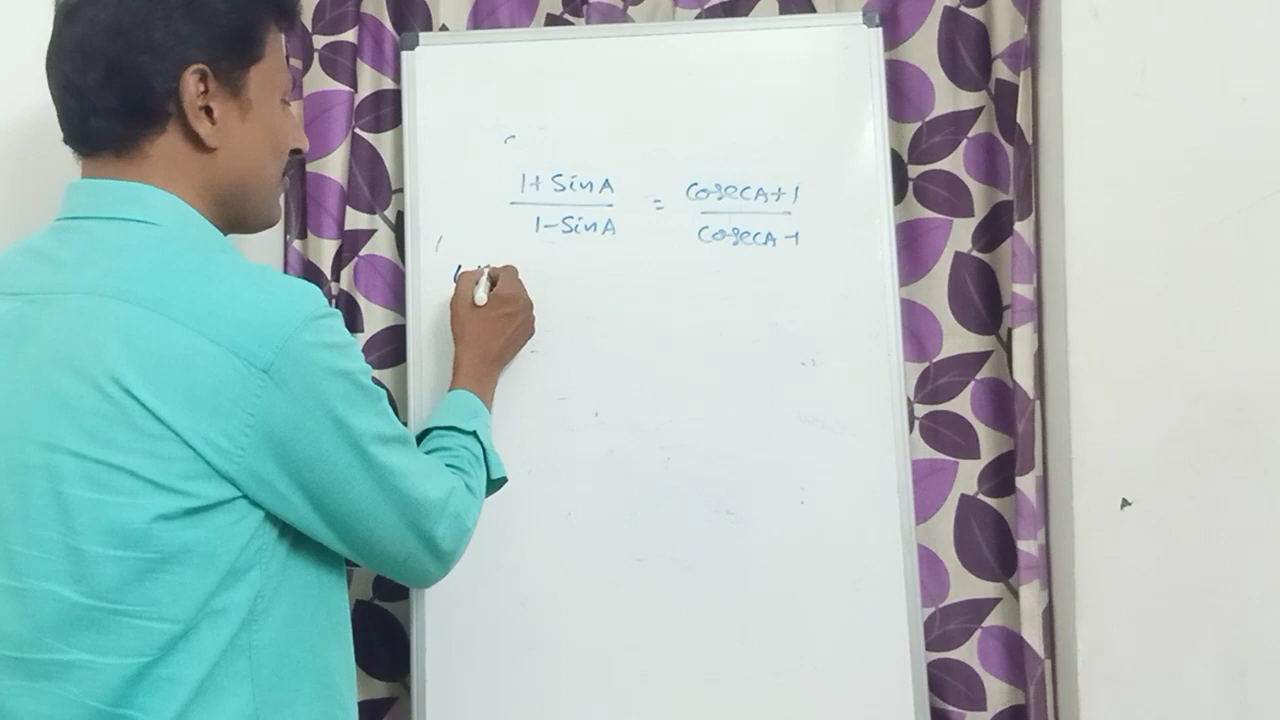 1+ SinA / 1-SinA = CosecA+1 / CosecA-1